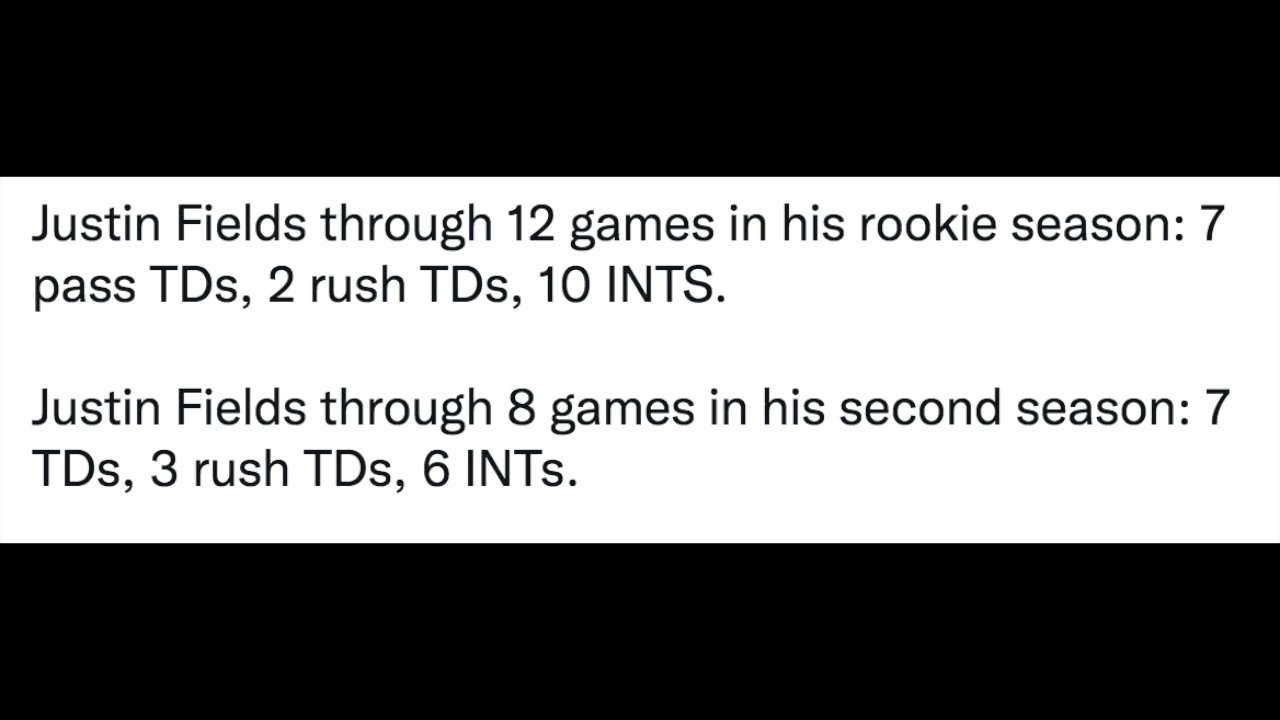 Justin Fields through 12 games in his rookie season: 7
pass TDs, 2 rush TDs, 10 INTS.
Justin Fields through 8 games in his second season: 7
TDs, 3 rush TDs, 6 INTs.